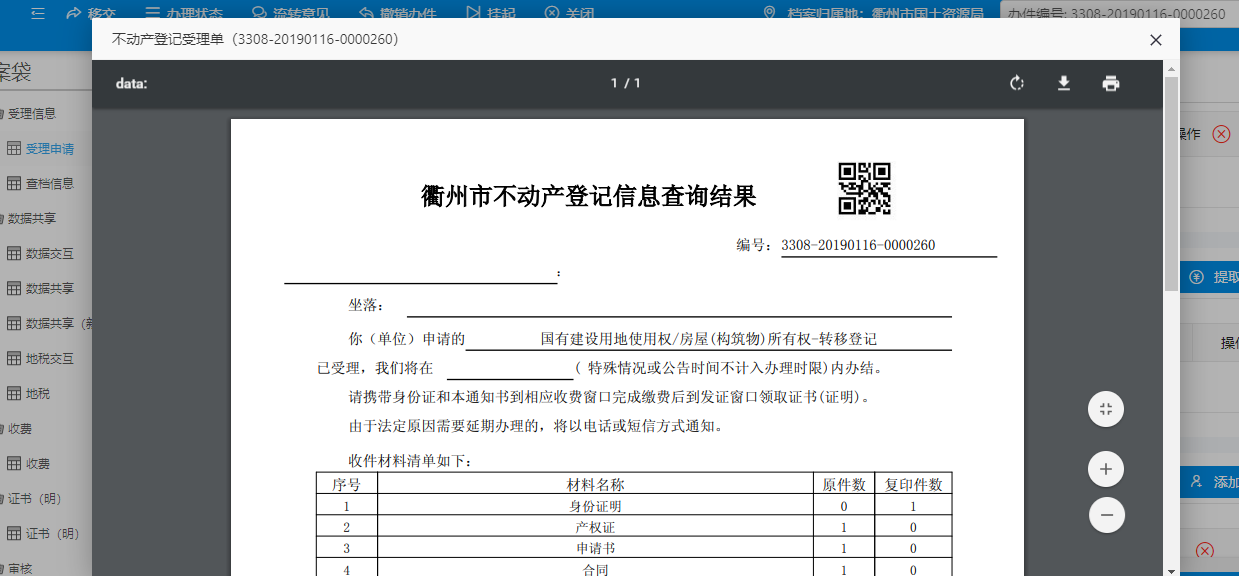 移交 办理状态 流转意见 撤销办件 挂起 关闭 档案归属地：衢州市国土资源局 办件编号: 3308-20190116-0000260
不动产登记受理单（3308-20190116-0000260）
案袋
data:
1 / 1
受理信息
操作
受理申请
查档信息
数据共享
数据交互
数据共享
提取
数据共享（新
地税交互
操作
地税
收费
收费
添加
证书（明）
证书（明）
审核
衢州市不动产登记信息查询结果
编号：3308-20190116-0000260
：
坐落：
你（单位）申请的 国有建设用地使用权/房屋(构筑物)所有权-转移登记
已受理，我们将在 ( 特殊情况或公告时间不计入办理时限)内办结。
请携带身份证和本通知书到相应收费窗口完成缴费后到发证窗口领取证书(证明)。
由于法定原因需要延期办理的，将以电话或短信方式通知。
收件材料清单如下：
序号 材料名称 原件数 复印件数
1 身份证明 0 1
2 产权证 1 0
3 申请书 1 0
4 合同 1 0